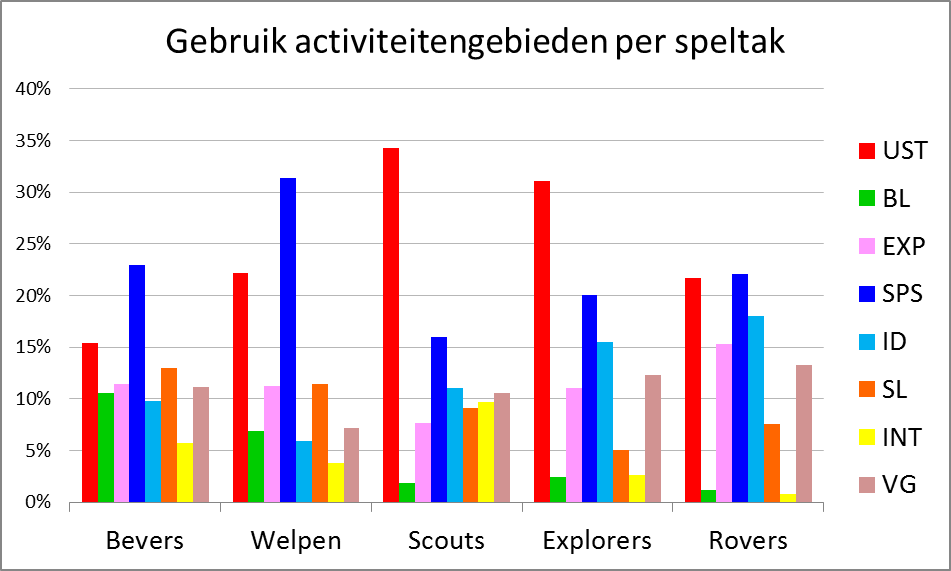 Gebruik activiteitengebieden per speltak
40%
35%
30%
25%
20%
15%
10%
5%
0%
Bevers
Welpen
Scouts
Explorers
Rovers
UST
BL
EXP
SPS
ID
SL
INT
VG